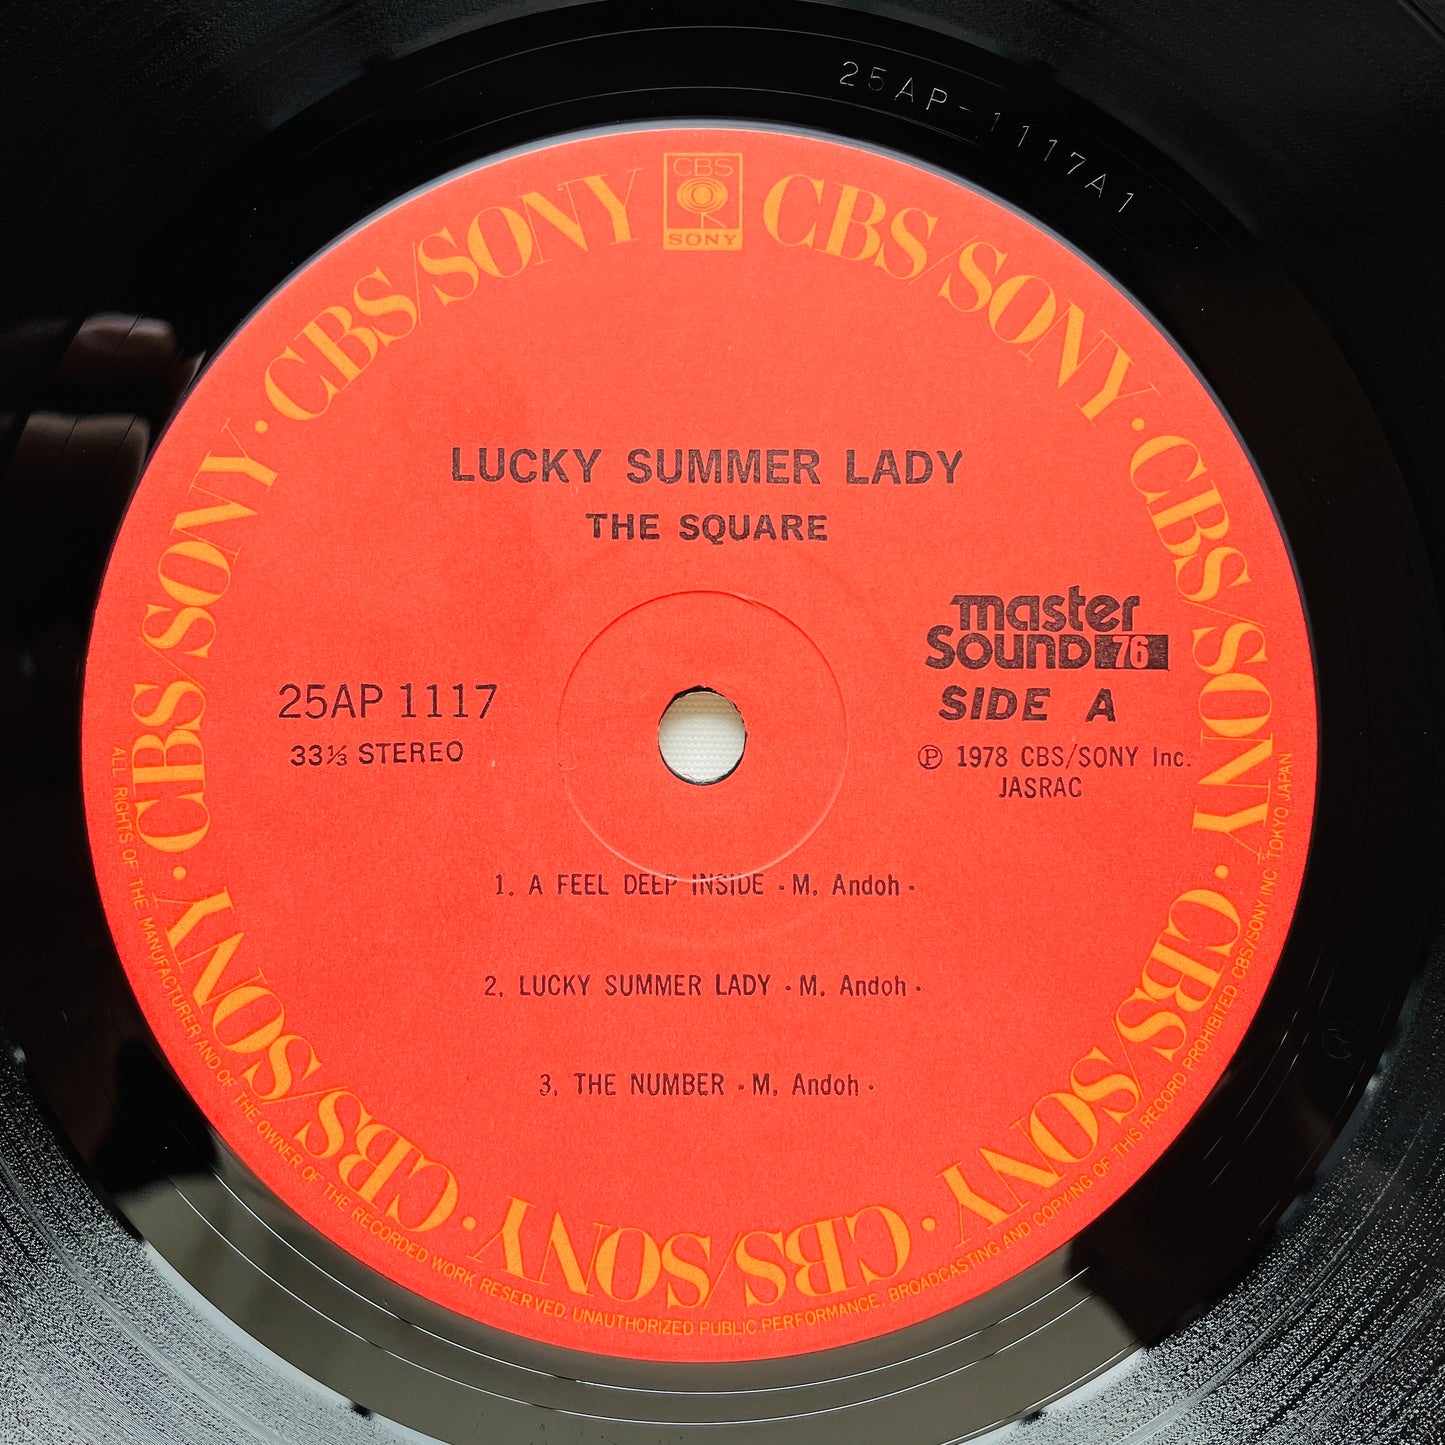 25AP-1117A1
CBS
SONY
CBS/SONY · CBS/SONY · CBS/SONY · CBS/SONY · CBS/SONY · CBS/SONY · CBS/SONY · CBS/SONY
LUCKY SUMMER LADY
THE SQUARE
master
SOUND 76
SIDE A
25AP 1117
33⅓ STEREO
Ⓟ 1978 CBS/SONY Inc.
JASRAC
1. A FEEL DEEP INSIDE - M. Andoh -
2. LUCKY SUMMER LADY - M. Andoh -
3. THE NUMBER - M. Andoh -
ALL RIGHTS OF THE MANUFACTURER AND OF THE OWNER OF THE RECORDED WORK RESERVED. UNAUTHORIZED PUBLIC PERFORMANCE, BROADCASTING AND COPYING OF THIS RECORD PROHIBITED. CBS/SONY INC. TOKYO, JAPAN